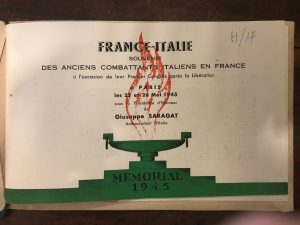 H/17
FRANCE-ITALIE
SOUVENIR
DES ANCIENS COMBATTANTS ITALIENS EN FRANCE
à l'occasion de leur Premier Congrès après la Libération
PARIS
les 25 et 26 Mai 1945
sous la Présidence d'Honneur
de
Giuseppe SARAGAT
Ambassadeur d'Italie
MEMORIAL
1945